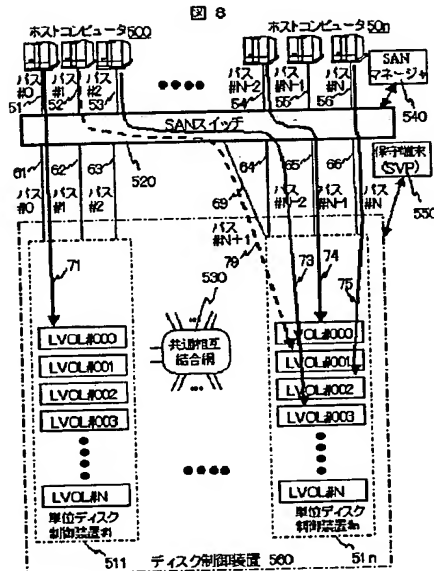 図 8
ホストコンピュータ500
ホストコンピュータ50n
パス
#0
パス
#1
パス
#2
51
52
53
パス
#N-2
パス
#N-1
パス
#N
54
55
56
SAN
マネージャ
540
SANスイッチ
520
61
62
63
64
65
66
69
パス
#0
パス
#1
パス
#2
パス
#N+1
パス
#N-2
パス
#N-1
パス
#N
保守端末
(SVP)
550
71
79
73
74
75
530
共通相互
結合網
LVOL#000
LVOL#001
LVOL#002
LVOL#003
LVOL#N
単位ディスク
制御装置#1
511
LVOL#000
LVOL#001
LVOL#002
LVOL#003
LVOL#N
単位ディスク
制御装置#n
51n
ディスク制御装置 560